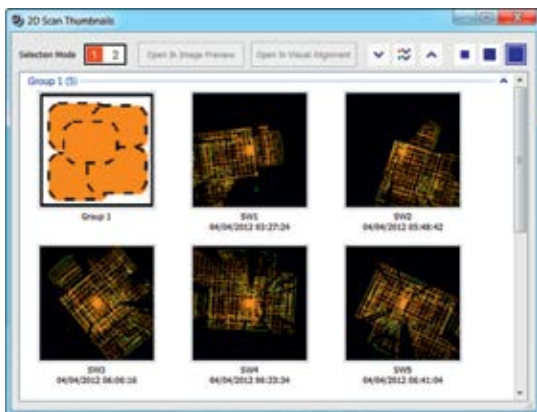 2D Scan Thumbnails
Selection Mode 1 2 Open In Image Preview Open In Visual Alignment
Group 1 (5)
Group 1
SW1
04/04/2012 03:27:24
SW2
04/04/2012 05:48:42
SW3
04/04/2012 06:06:16
SW4
04/04/2012 06:23:34
SW5
04/04/2012 06:41:04